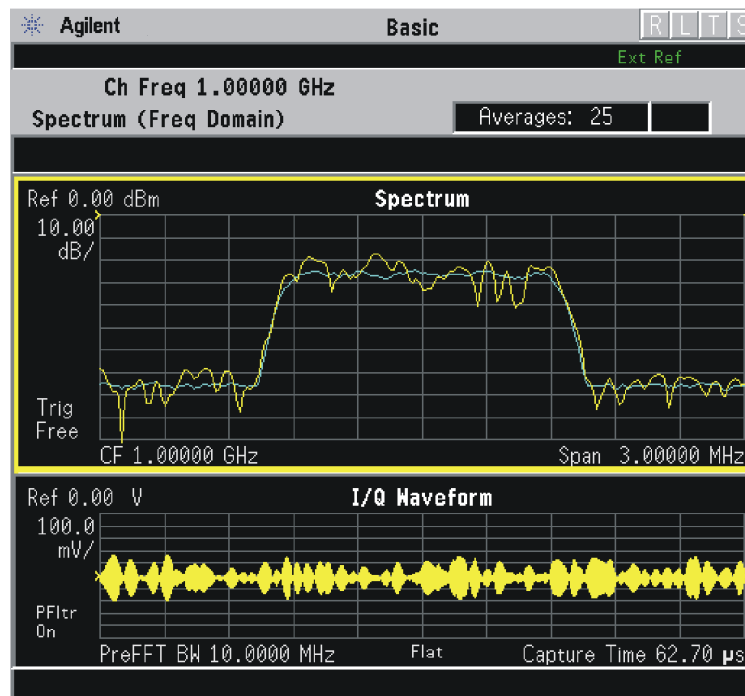 Agilent Basic R L T S
Ext Ref
Ch Freq 1.00000 GHz
Spectrum (Freq Domain) Averages: 25
Ref 0.00 dBm Spectrum
10.00
dB/
Trig
Free
CF 1.00000 GHz Span 3.00000 MHz
Ref 0.00 V I/Q Waveform
100.0
mV/
PFltr
On
PreFFT BW 10.0000 MHz Flat Capture Time 62.70 µs